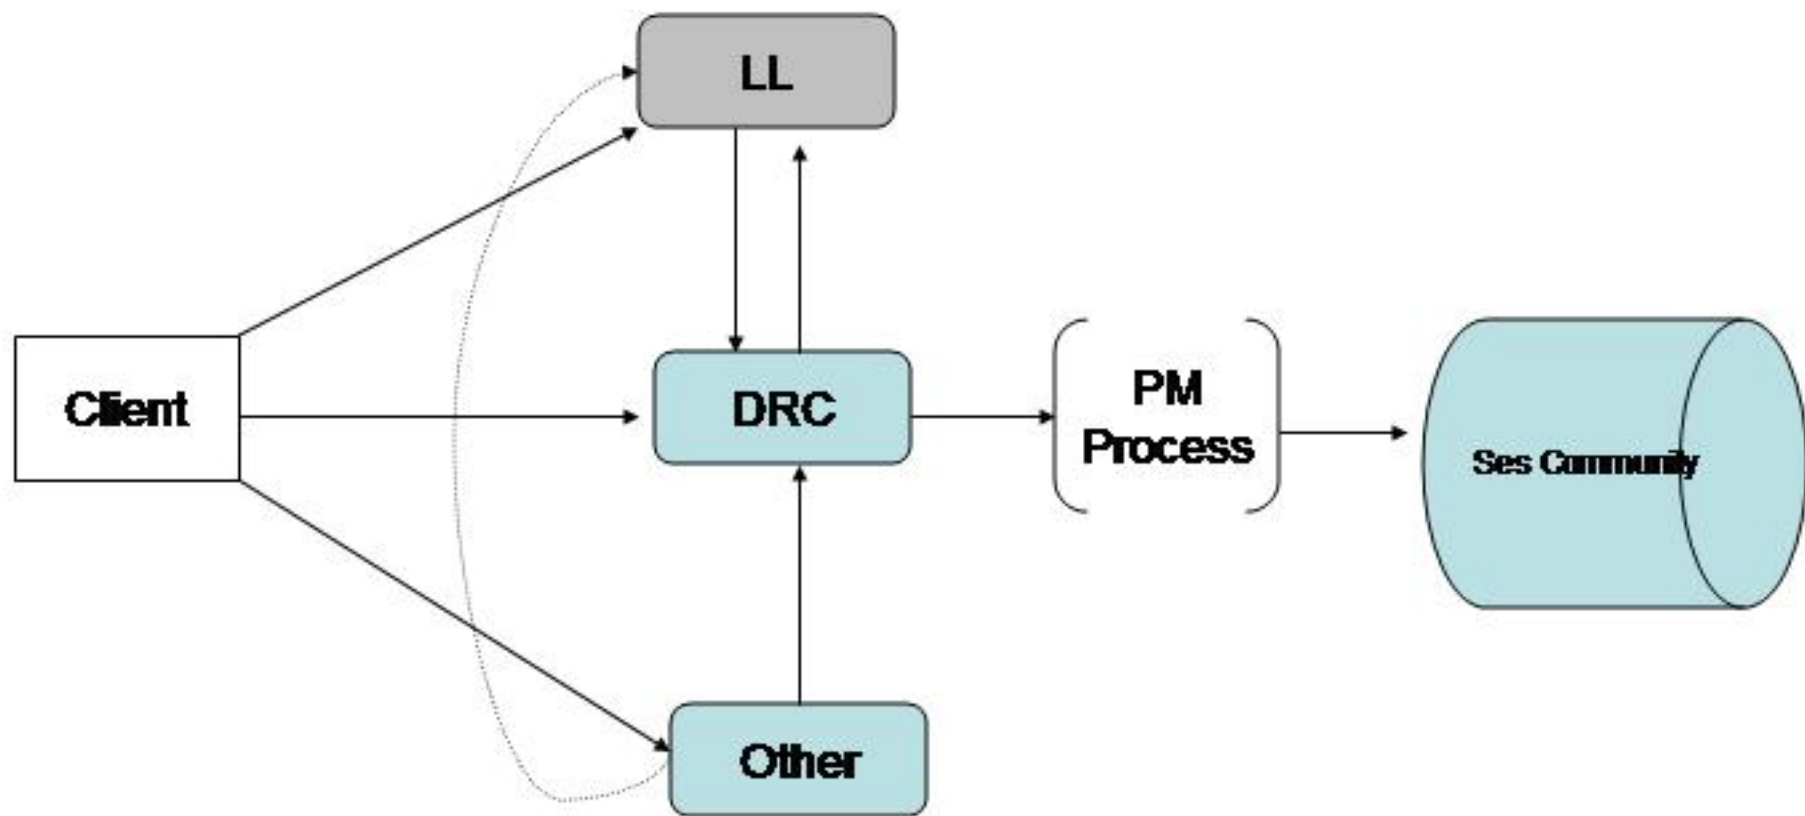 LL
Client
DRC
PM
Process
Ses Community
Other